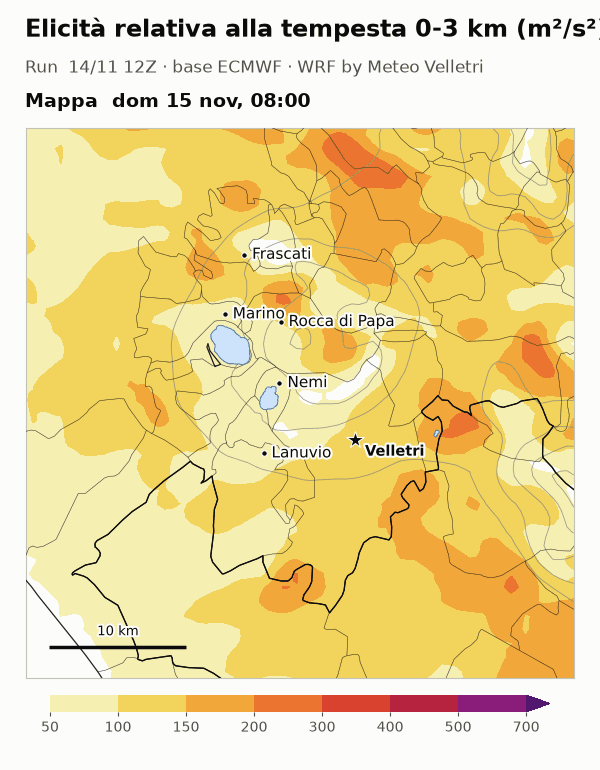 Elicità relativa alla tempesta 0-3 km (m²/s²)
Run 14/11 12Z · base ECMWF · WRF by Meteo Velletri
Mappa dom 15 nov, 08:00
Frascati
Marino
Rocca di Papa
Nemi
Velletri
Lanuvio
10 km
50 100 150 200 300 400 500 700